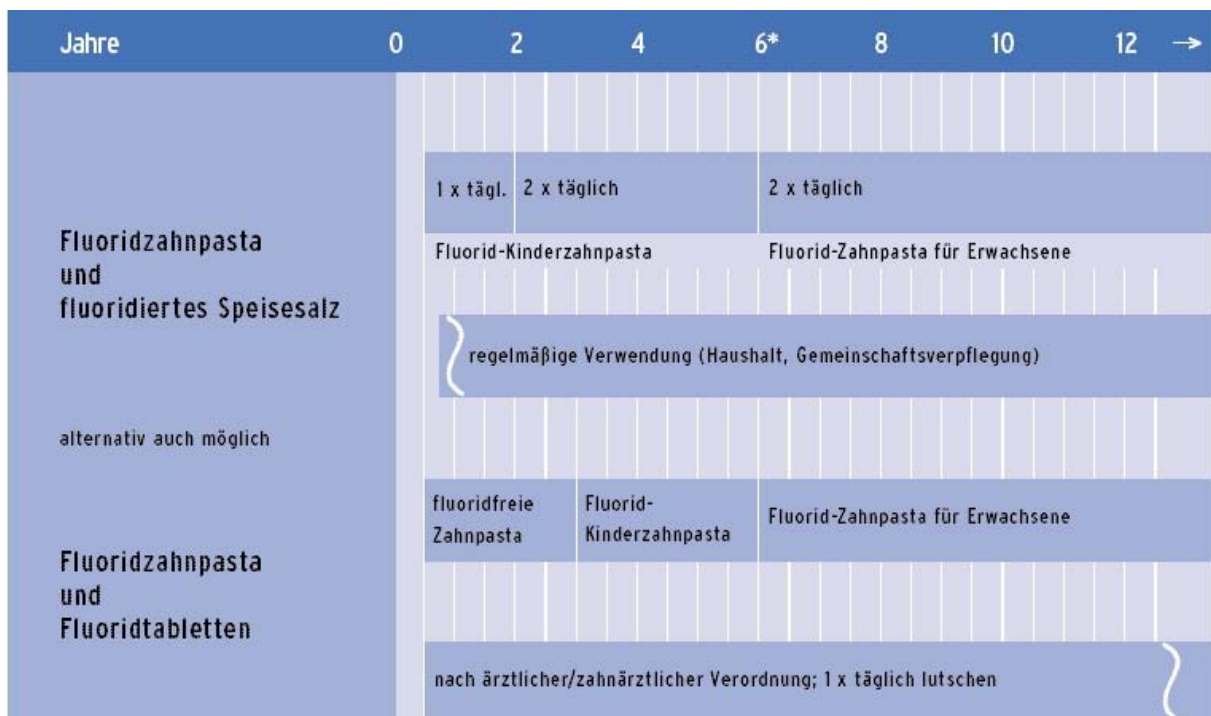 Jahre 0 2 4 6* 8 10 12 →
1 x tägl. 2 x täglich 2 x täglich
Fluoridzahnpasta
und
fluoridiertes Speisesalz
Fluorid-Kinderzahnpasta Fluorid-Zahnpasta für Erwachsene
regelmäßige Verwendung (Haushalt, Gemeinschaftsverpflegung)
alternativ auch möglich
Fluoridzahnpasta
und
Fluoridtabletten
fluoridfreie
Zahnpasta
Fluorid-
Kinderzahnpasta
Fluorid-Zahnpasta für Erwachsene
nach ärztlicher/zahnärztlicher Verordnung; 1 x täglich lutschen